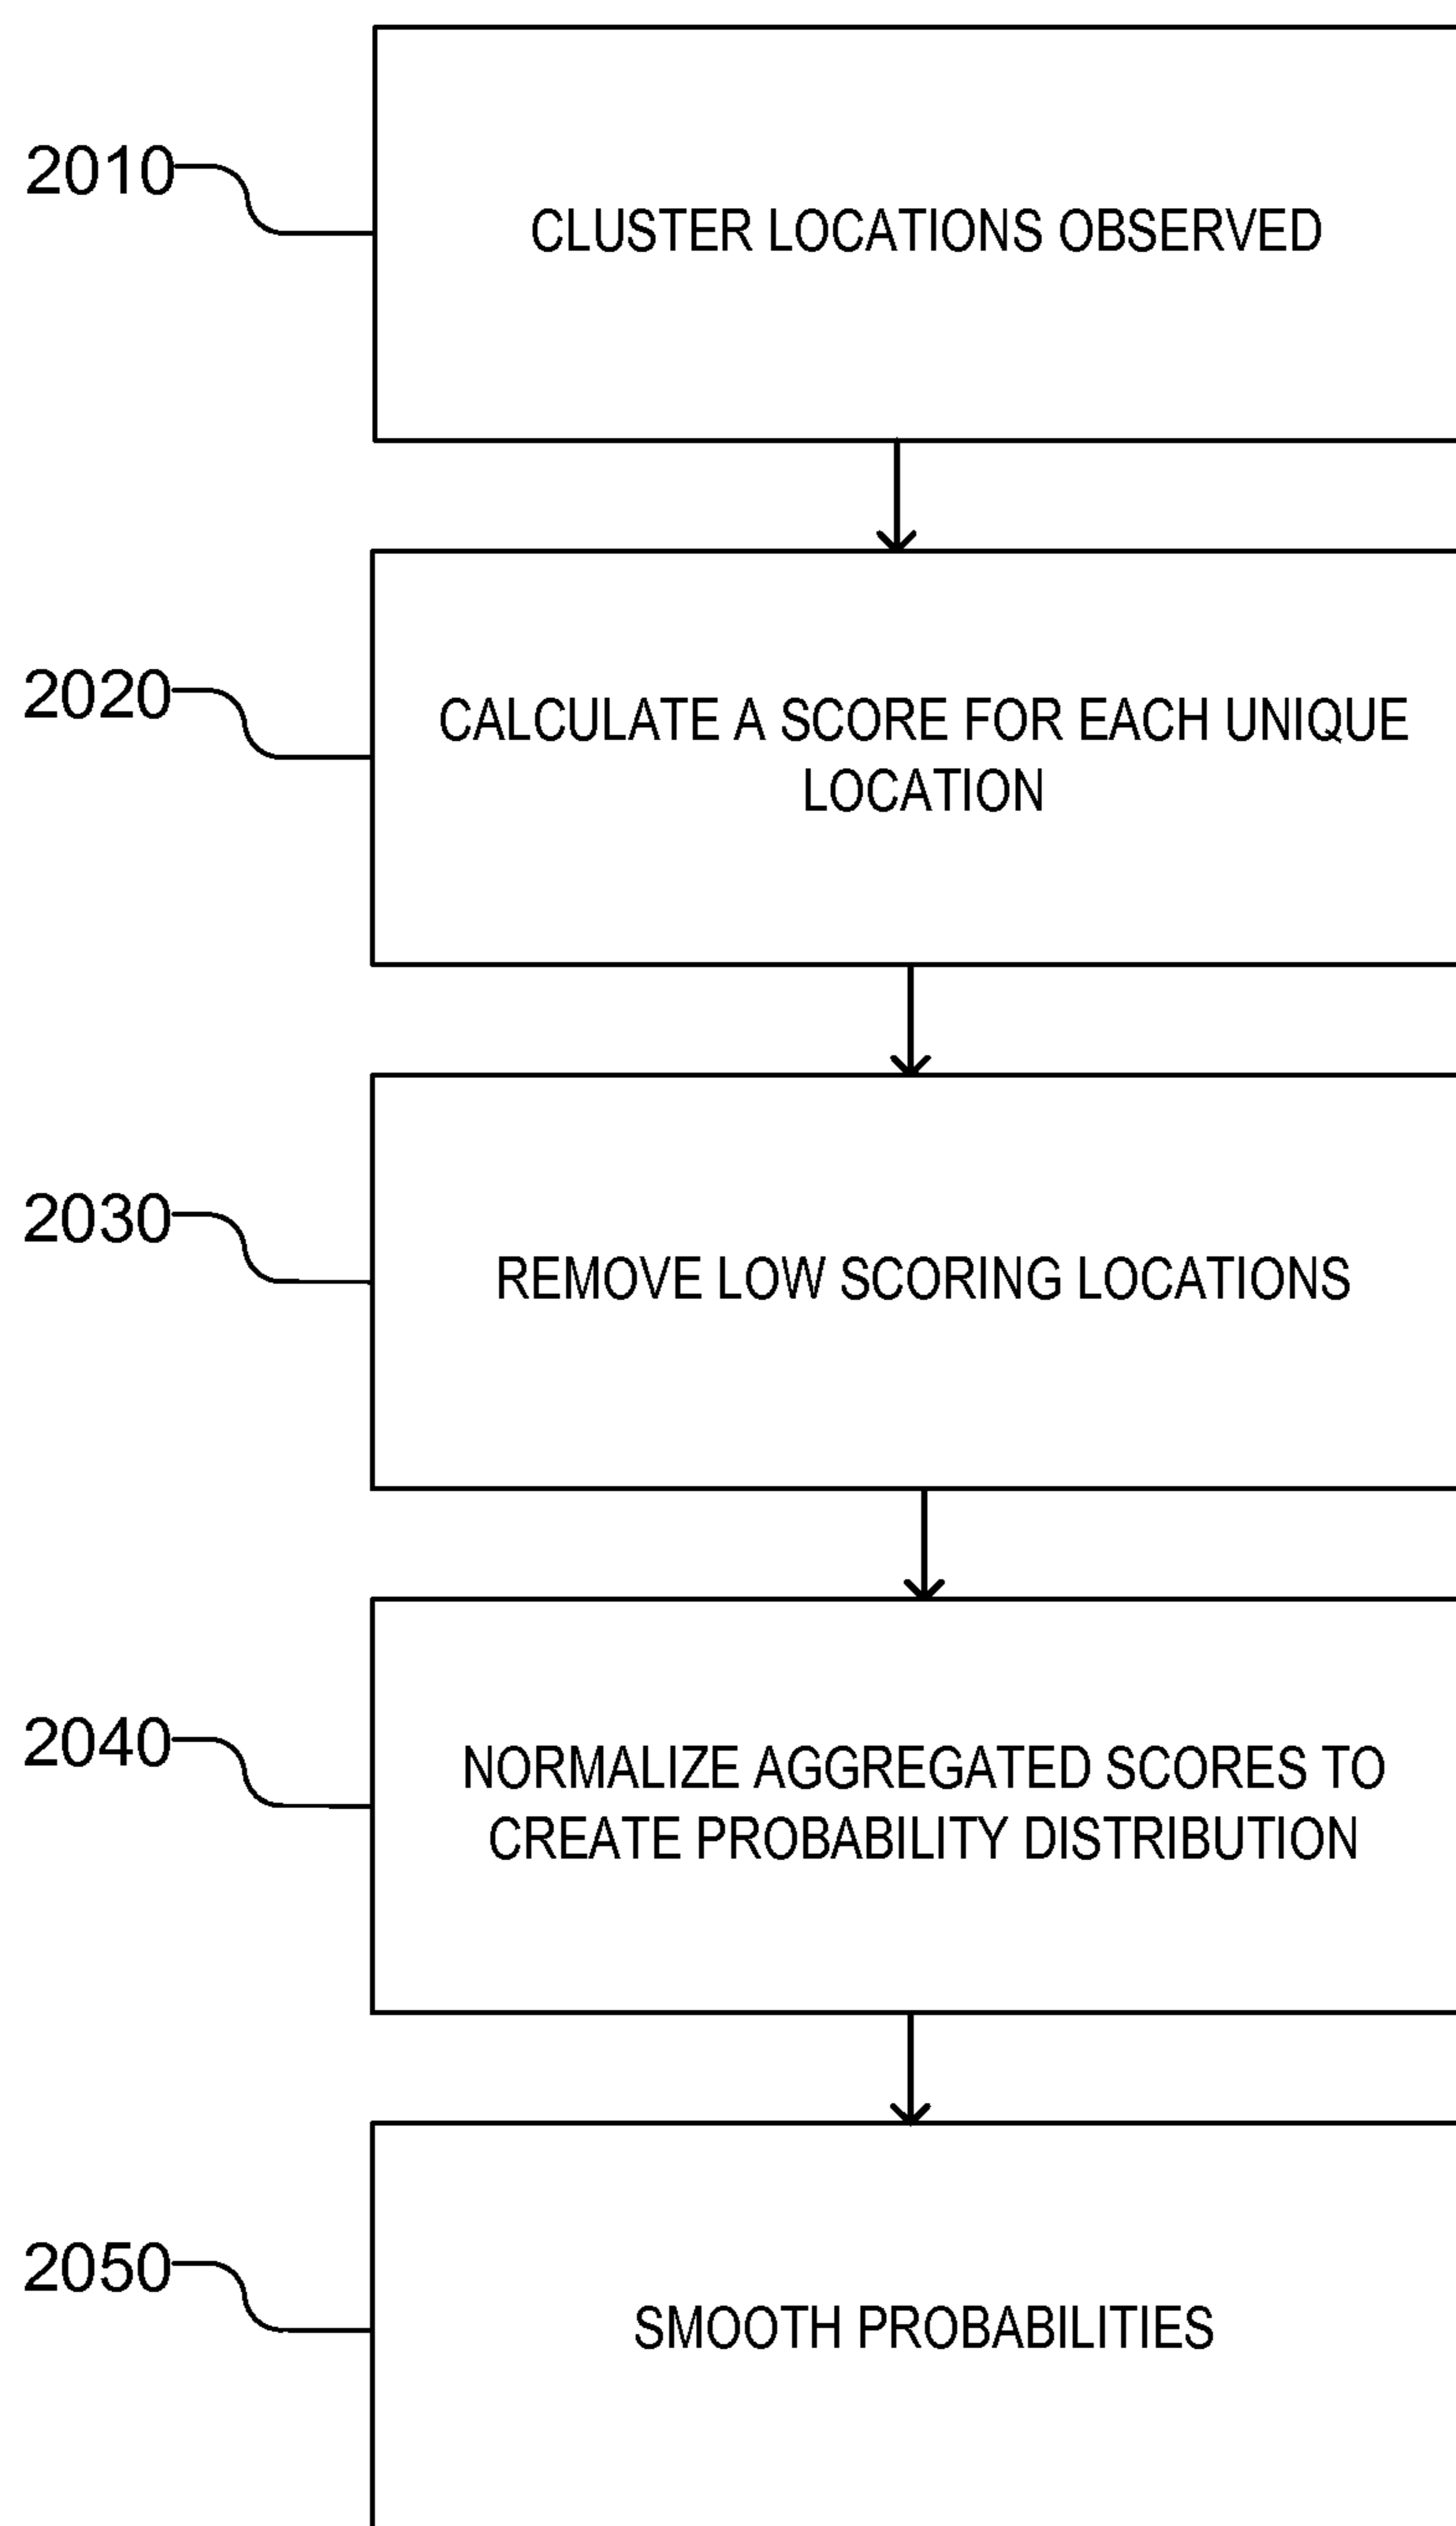 2010
CLUSTER LOCATIONS OBSERVED
2020
CALCULATE A SCORE FOR EACH UNIQUE
LOCATION
2030
REMOVE LOW SCORING LOCATIONS
2040
NORMALIZE AGGREGATED SCORES TO
CREATE PROBABILITY DISTRIBUTION
2050
SMOOTH PROBABILITIES